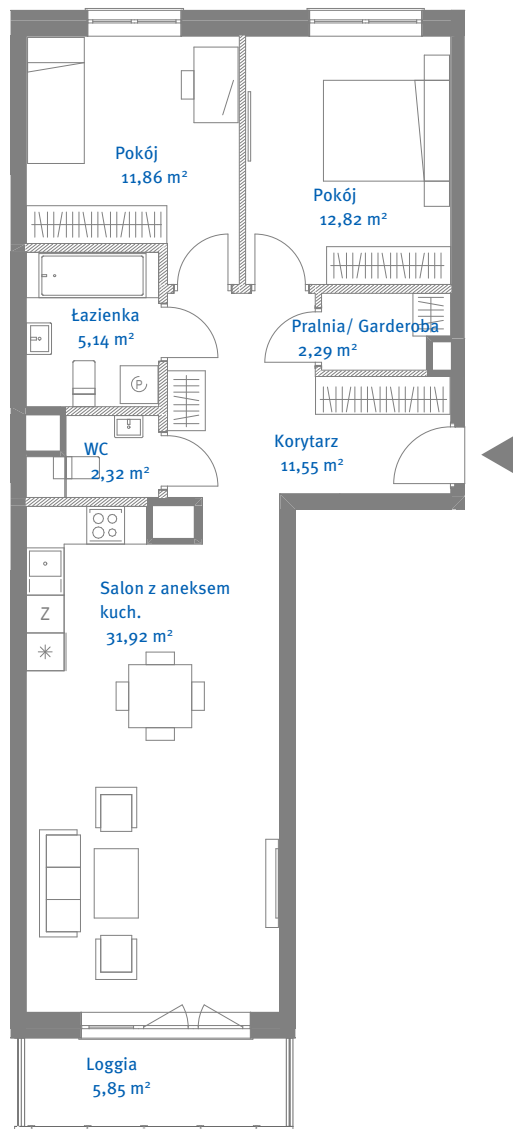 Pokój
11,86 m²
Pokój
12,82 m²
Łazienka
5,14 m²
Pralnia/ Garderoba
2,29 m²
P
Korytarz
11,55 m²
WC
2,32 m²
Salon z aneksem
kuch.
31,92 m²
Z
Loggia
5,85 m²